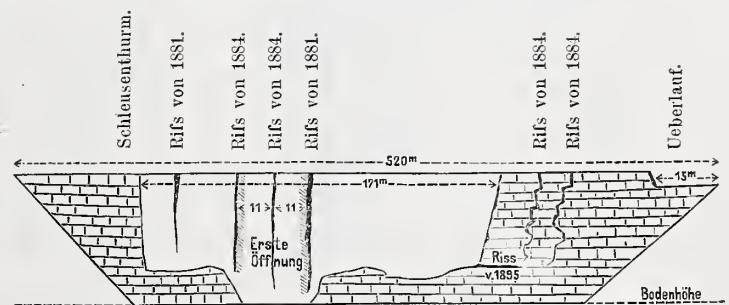 Schleusenthurm.
Rifs von 1881.
Rifs von 1884.
Rifs von 1884.
Rifs von 1881.
Rifs von 1884.
Rifs von 1884.
Ueberlauf.
520m
171m
15m
11 11
Erste
Öffnung
Riss
v.1895
Bodenhöhe